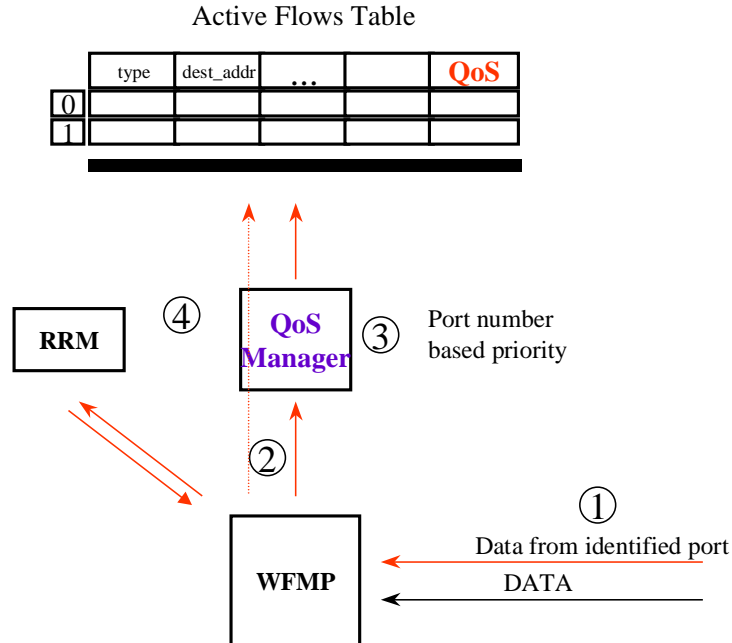 Active Flows Table
type dest_addr ... QoS
0
1
④
RRM
QoS
Manager
③
Port number
based priority
②
①
Data from identified port
DATA
WFMP